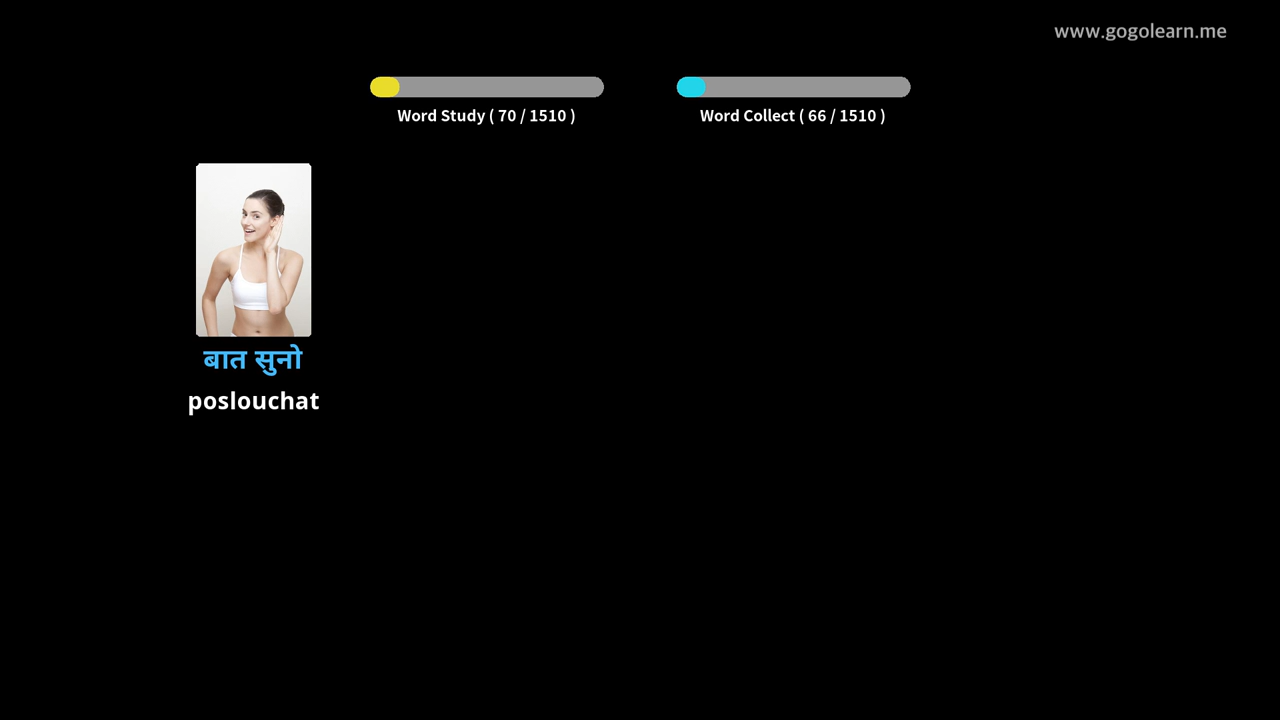 www.gogolearn.me
Word Study ( 70 / 1510 )
Word Collect ( 66 / 1510 )
बात सुनो
poslouchat